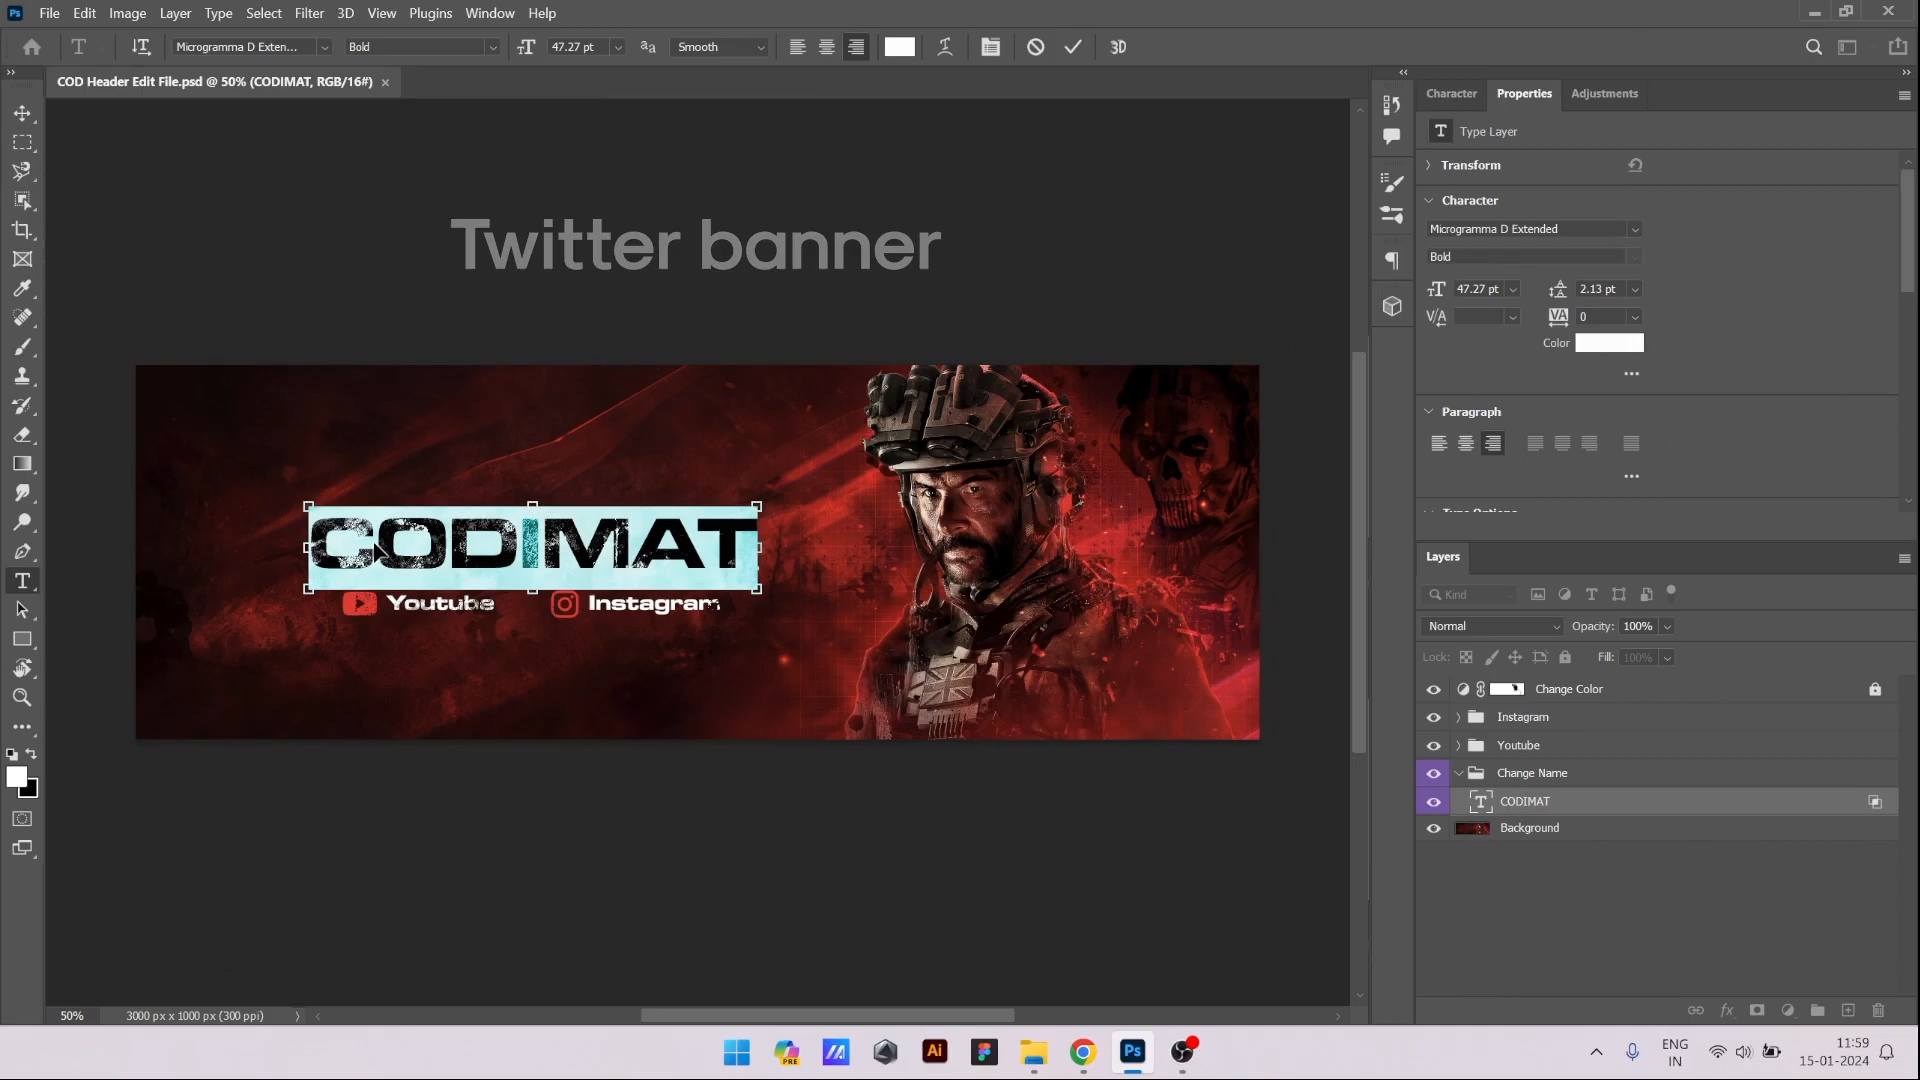 Ps File Edit Image Layer Type Select Filter 3D View Plugins Window Help
Microgramma D Exten... Bold 47.27 pt Smooth 3D
COD Header Edit File.psd @ 50% (CODIMAT, RGB/16#) ×
Character Properties Adjustments
Type Layer
Transform
Character
Microgramma D Extended
Bold
47.27 pt 2.13 pt
0
Color
Paragraph
Twitter banner
CODIMAT
Youtube Instagram
Layers
Kind
Normal Opacity: 100%
Lock: Fill: 100%
Change Color
Instagram
Youtube
Change Name
CODIMAT
Background
50% 3000 px x 1000 px (300 ppi)
PRE Ai Ps
ENG
IN
11:59
15-01-2024